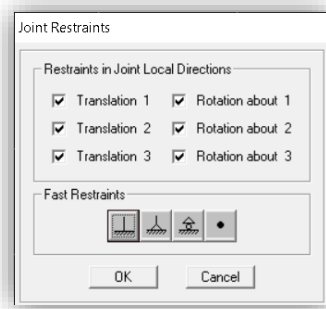 Joint Restraints
Restraints in Joint Local Directions
Translation 1 Rotation about 1
Translation 2 Rotation about 2
Translation 3 Rotation about 3
Fast Restraints
OK Cancel